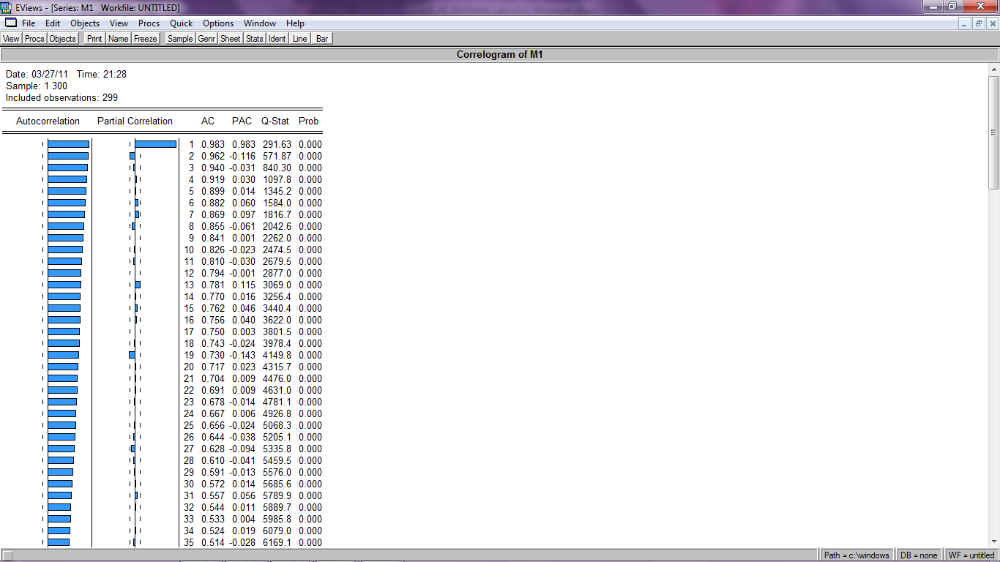 EViews - [Series: M1 Workfile: UNTITLED]
File Edit Objects View Procs Quick Options Window Help
View Procs Objects Print Name Freeze Sample Genr Sheet Stats Ident Line Bar
Correlogram of M1
Date: 03/27/11 Time: 21:28
Sample: 1 300
Included observations: 299
Autocorrelation Partial Correlation AC PAC Q-Stat Prob
1 0.983 0.983 291.63 0.000
2 0.962 -0.116 571.87 0.000
3 0.940 -0.031 840.30 0.000
4 0.919 0.030 1097.8 0.000
5 0.899 0.014 1345.2 0.000
6 0.882 0.060 1584.0 0.000
7 0.869 0.097 1816.7 0.000
8 0.855 -0.061 2042.6 0.000
9 0.841 0.001 2262.0 0.000
10 0.826 -0.023 2474.5 0.000
11 0.810 -0.030 2679.5 0.000
12 0.794 -0.001 2877.0 0.000
13 0.781 0.115 3069.0 0.000
14 0.770 0.016 3256.4 0.000
15 0.762 0.046 3440.4 0.000
16 0.756 0.040 3622.0 0.000
17 0.750 0.003 3801.5 0.000
18 0.743 -0.024 3978.4 0.000
19 0.730 -0.143 4149.8 0.000
20 0.717 0.023 4315.7 0.000
21 0.704 0.009 4476.0 0.000
22 0.691 0.009 4631.0 0.000
23 0.678 -0.014 4781.1 0.000
24 0.667 0.006 4926.8 0.000
25 0.656 -0.024 5068.3 0.000
26 0.644 -0.038 5205.1 0.000
27 0.628 -0.094 5335.8 0.000
28 0.610 -0.041 5459.5 0.000
29 0.591 -0.013 5576.0 0.000
30 0.572 0.014 5685.6 0.000
31 0.557 0.056 5789.9 0.000
32 0.544 0.011 5889.7 0.000
33 0.533 0.004 5985.8 0.000
34 0.524 0.019 6079.0 0.000
35 0.514 -0.028 6169.1 0.000
Path = c:\windows DB = none WF = untitled